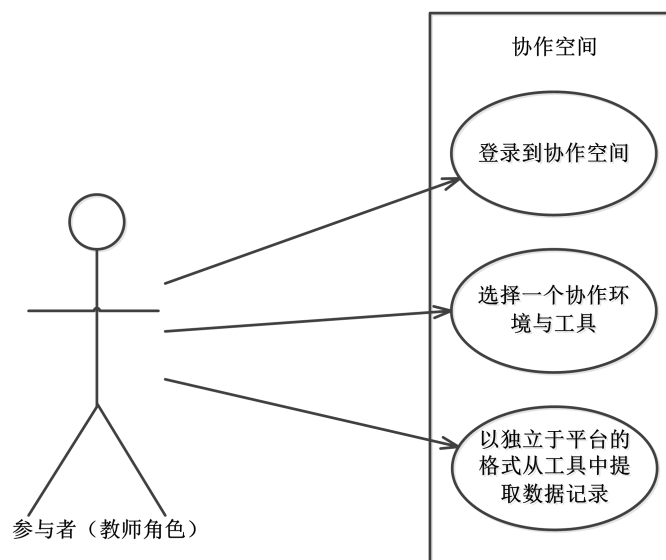 协作空间
登录到协作空间
选择一个协作环
境与工具
以独立于平台的
格式从工具中提
取数据记录
参与者（教师角色）